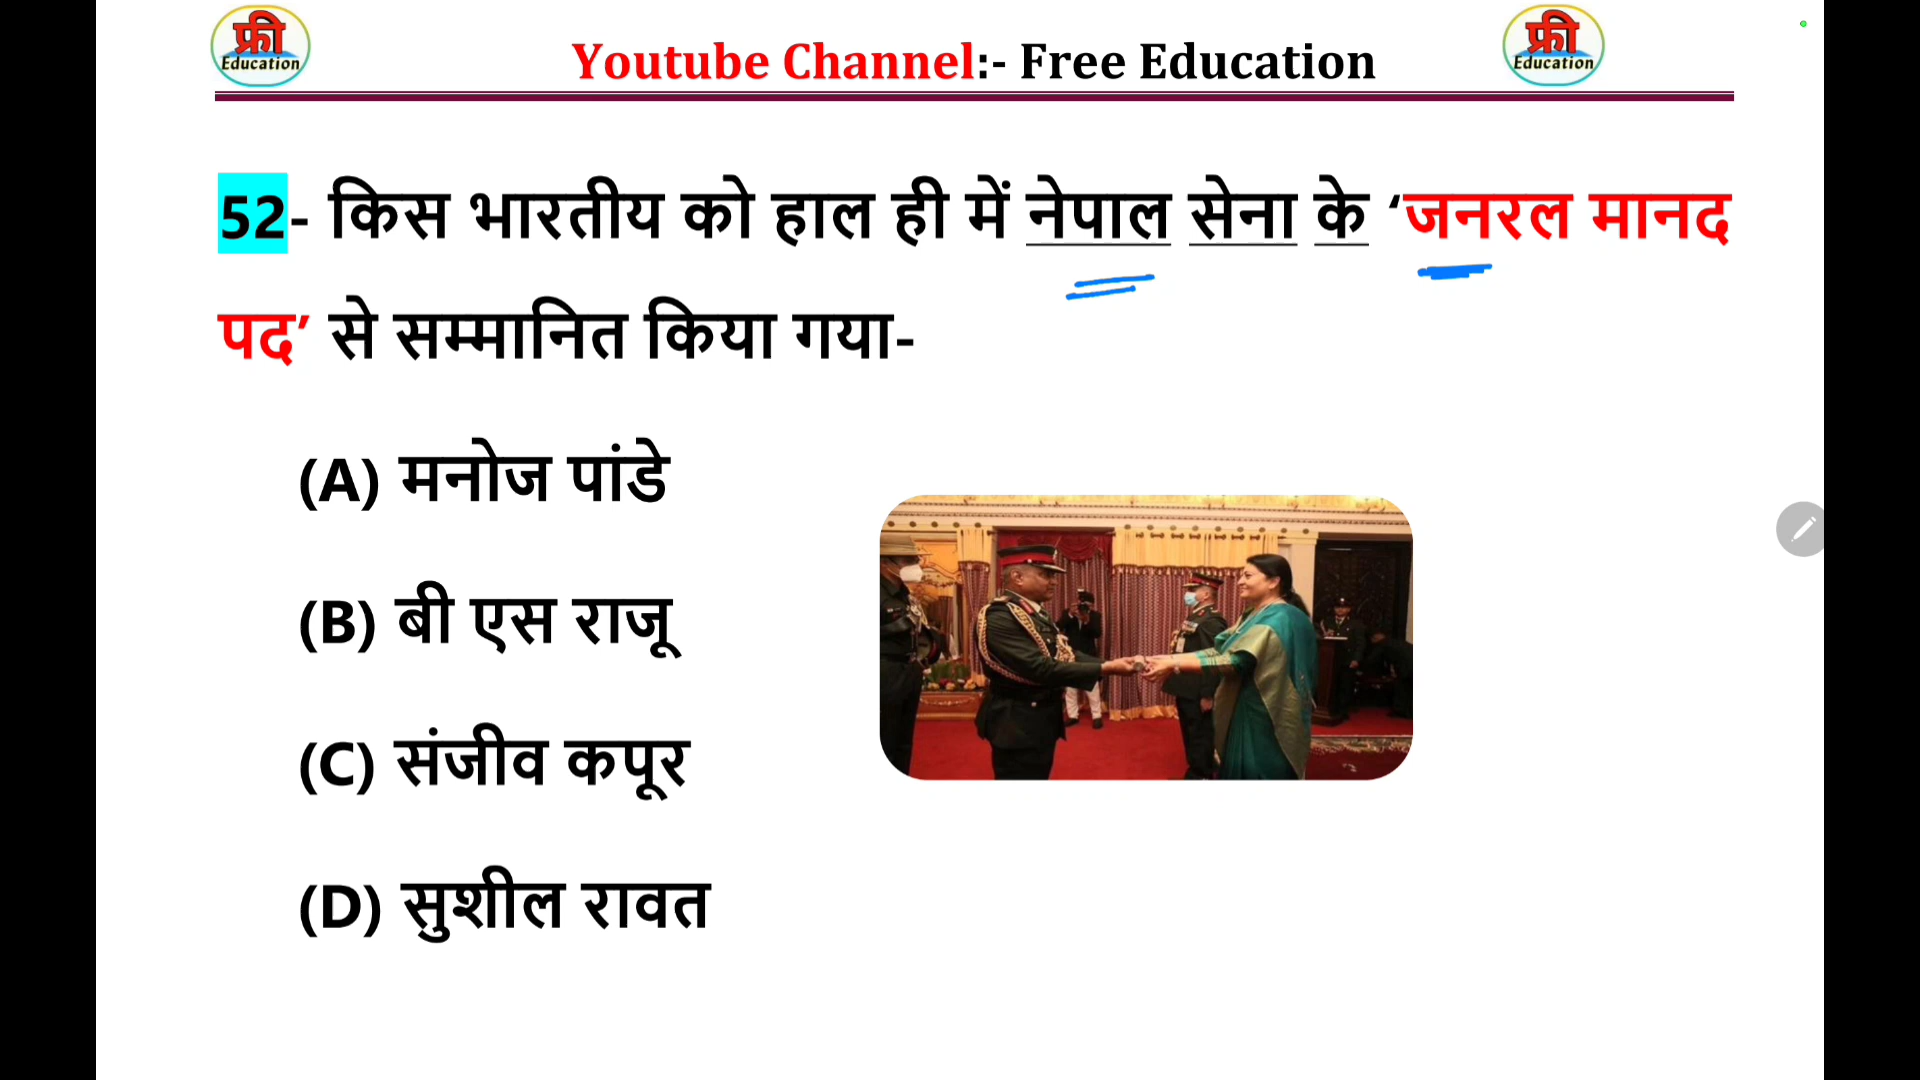 फ्री
Education
Youtube Channel:- Free Education
फ्री
Education
52- किस भारतीय को हाल ही में नेपाल सेना के ‘जनरल मानद
पद’ से सम्मानित किया गया-
(A) मनोज पांडे
(B) बी एस राजू
(C) संजीव कपूर
(D) सुशील रावत